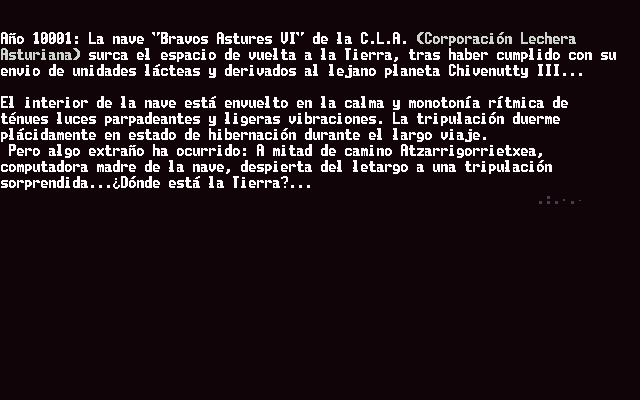 Año 10001: La nave "Bravos Astures VI" de la C.L.A. (Corporación Lechera
Asturiana) surca el espacio de vuelta a la Tierra, tras haber cumplido con su
envio de unidades lácteas y derivados al lejano planeta Chivenutty III...
El interior de la nave está envuelto en la calma y monotonía rítmica de
ténues luces parpadeantes y ligeras vibraciones. La tripulación duerme
plácidamente en estado de hibernación durante el largo viaje.
Pero algo extraño ha ocurrido: A mitad de camino Atzarrigorrietxea,
computadora madre de la nave, despierta del letargo a una tripulación
sorprendida...¿Dónde está la Tierra?...